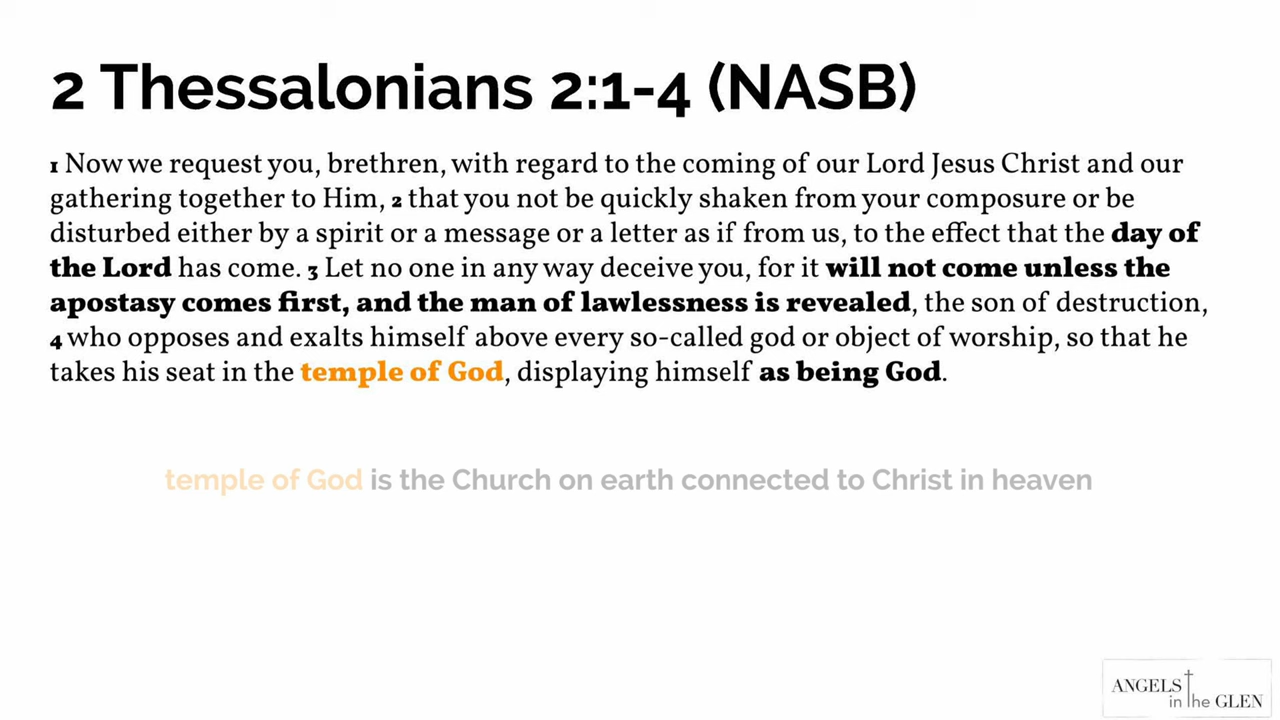 2 Thessalonians 2:1-4 (NASB)
1 Now we request you, brethren, with regard to the coming of our Lord Jesus Christ and our
gathering together to Him, 2 that you not be quickly shaken from your composure or be
disturbed either by a spirit or a message or a letter as if from us, to the effect that the day of
the Lord has come. 3 Let no one in any way deceive you, for it will not come unless the
apostasy comes first, and the man of lawlessness is revealed, the son of destruction,
4 who opposes and exalts himself above every so-called god or object of worship, so that he
takes his seat in the temple of God, displaying himself as being God.
temple of God is the Church on earth connected to Christ in heaven
ANGELS
in the GLEN